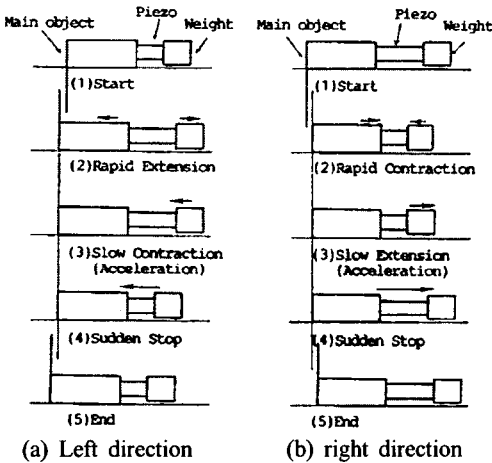 Main object
Piezo
Weight
(1)Start
(2)Rapid Extension
(3)Slow Contraction
(Acceleration)
(4)Sudden Stop
(5)End
(a) Left direction
Main object
Piezo
Weight
(1)Start
(2)Rapid Contraction
(3)Slow Extension
(Acceleration)
(4)Sudden Stop
(5)End
(b) right direction